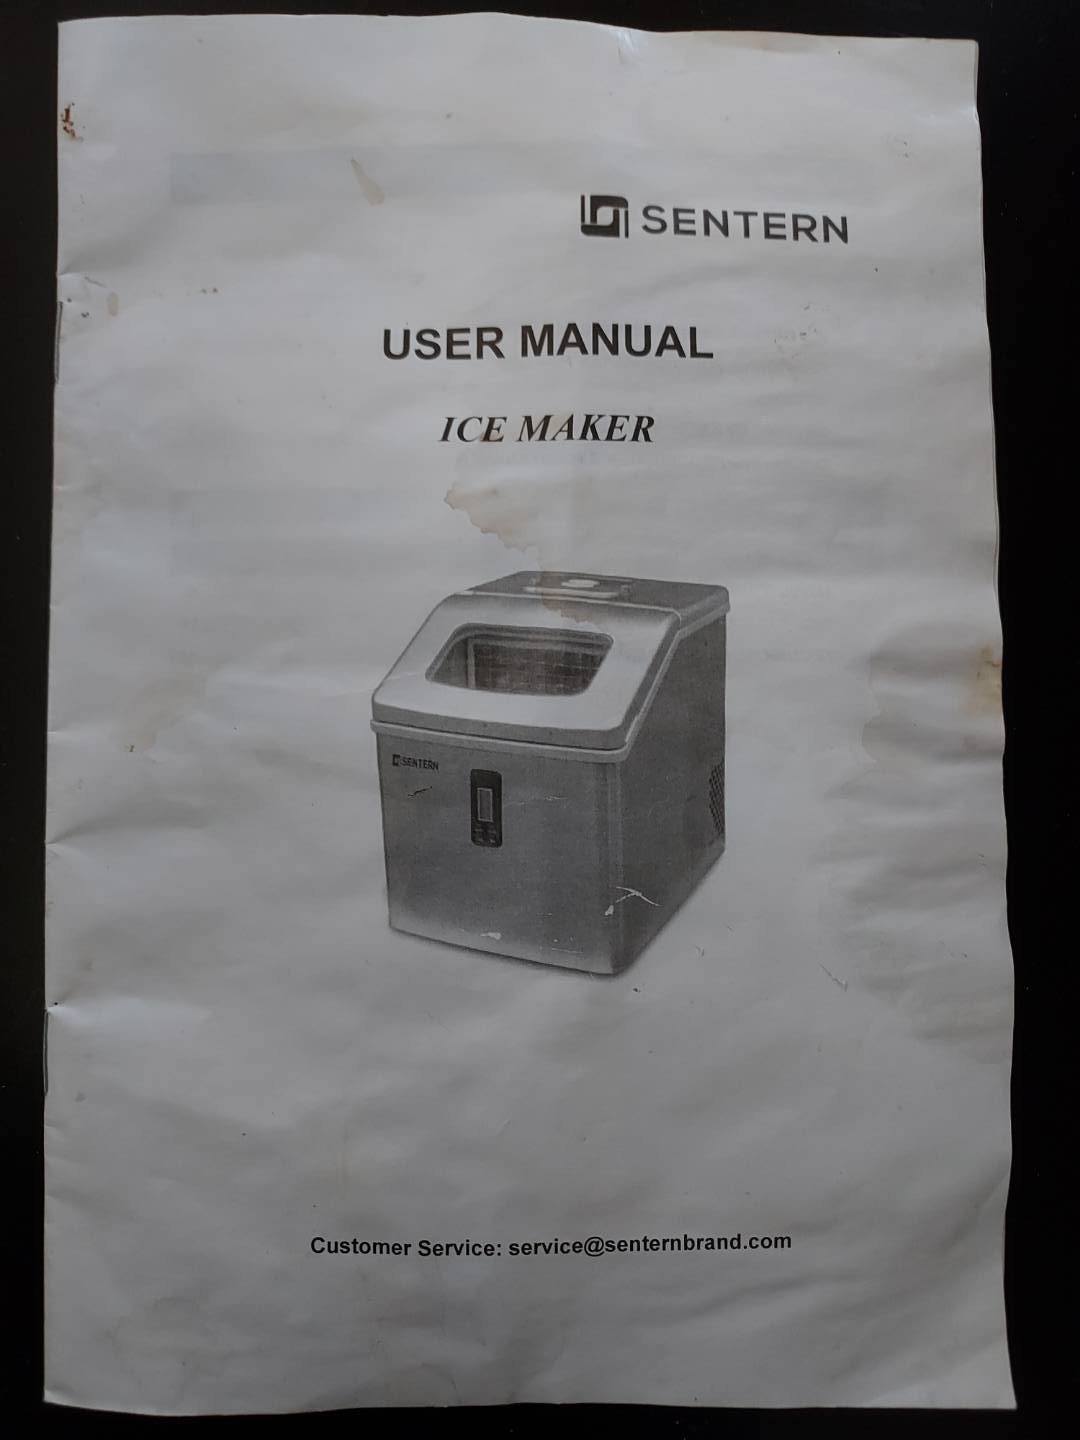 SENTERN
USER MANUAL
ICE MAKER
SENTERN
Customer Service: service@senternbrand.com